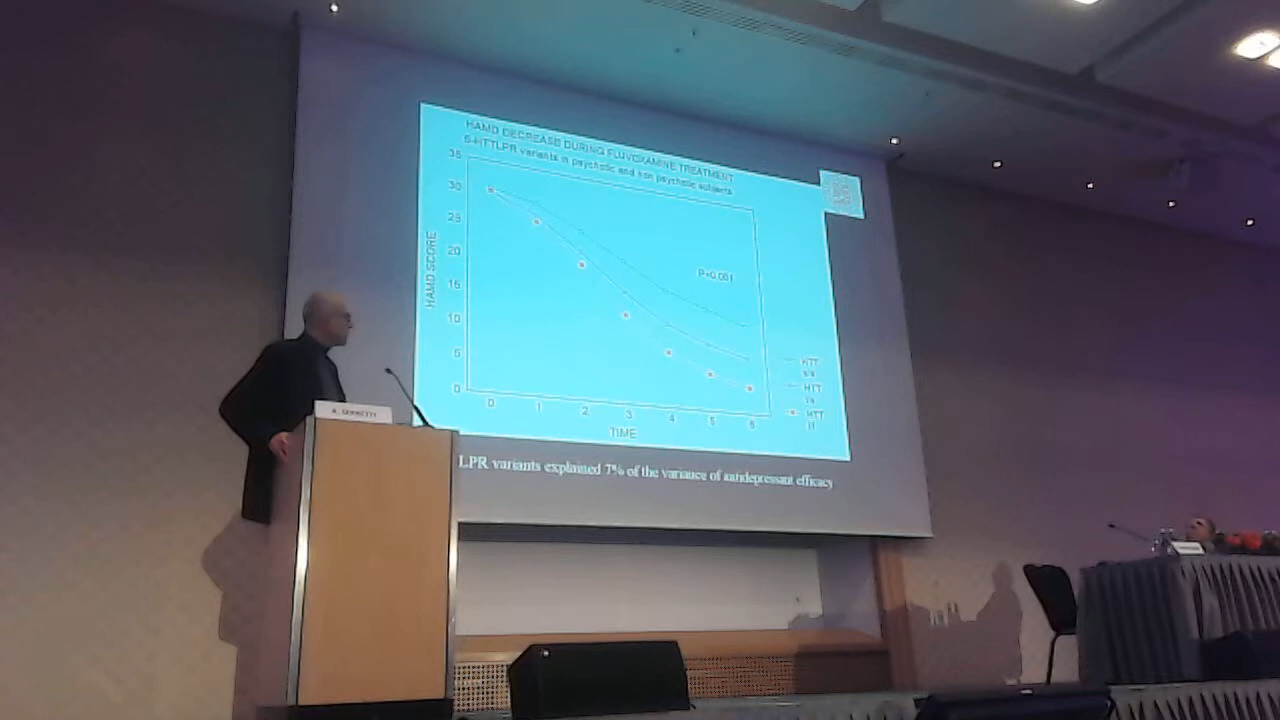 HAMD DECREASE DURING FLUVOXAMINE TREATMENT
5-HTTLPR variants in psychotic and non psychotic subjects
35
30
25
20
15
10
5
0
HAMD SCORE
0 1 2 3 4 5 6
TIME
HTT
HTT
HTT
LPR variants explained 7% of the variance of antidepressant efficacy
A. SERRETTI